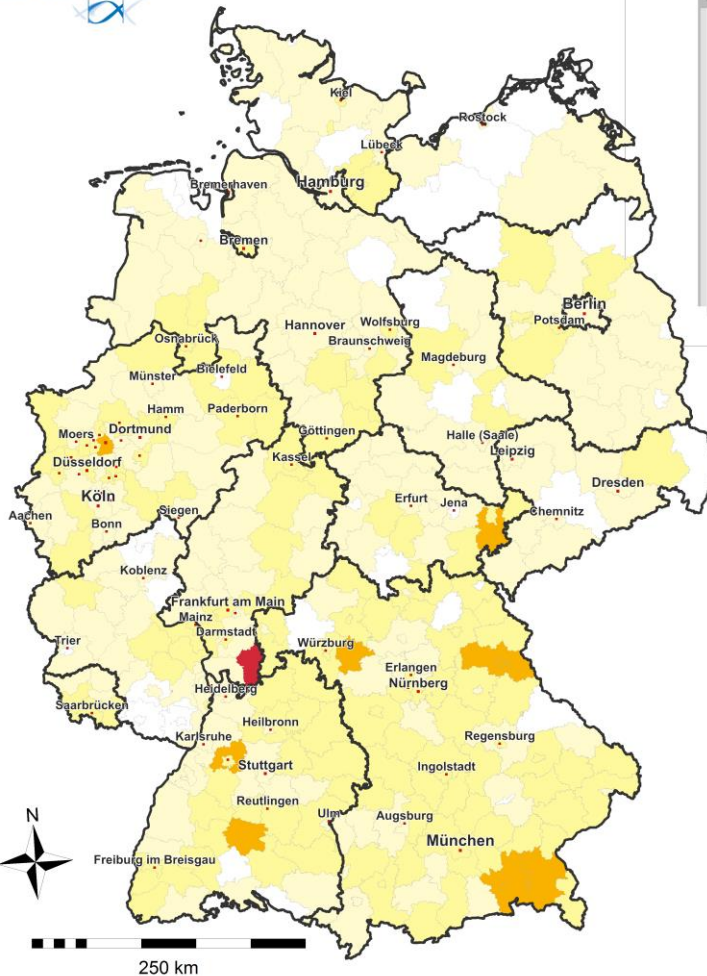 Kiel
Rostock
Lübeck
Bremerhaven
Hamburg
Bremen
Berlin
Potsdam
Hannover
Wolfsburg
Braunschweig
Osnabrück
Bielefeld
Magdeburg
Münster
Hamm
Paderborn
Moers
Dortmund
Göttingen
Halle (Saale)
Leipzig
Düsseldorf
Kassel
Dresden
Köln
Erfurt
Jena
Chemnitz
Aachen
Siegen
Bonn
Koblenz
Frankfurt am Main
Mainz
Darmstadt
Trier
Würzburg
Erlangen
Nürnberg
Heidelberg
Saarbrücken
Heilbronn
Karlsruhe
Regensburg
Stuttgart
Ingolstadt
Reutlingen
Ulm
Augsburg
München
N
Freiburg im Breisgau
250 km